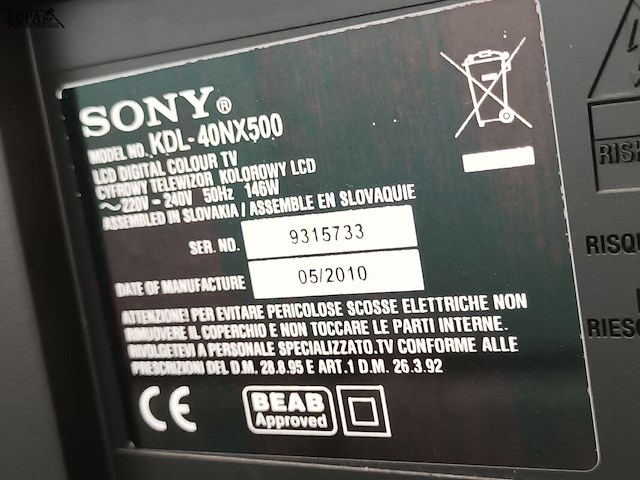 SONY®
MODEL NO. KDL-40NX500
LCD DIGITAL COLOUR TV
CYFROWY TELEWIZOR KOLOROWY LCD
~220V - 240V 50Hz 146W
ASSEMBLED IN SLOVAKIA / ASSEMBLE EN SLOVAQUIE
SER. NO. 9315733
DATE OF MANUFACTURE 05/2010
ATTENZIONE! PER EVITARE PERICOLOSE SCOSSE ELETTRICHE NON
RIMUOVERE IL COPERCHIO E NON TOCCARE LE PARTI INTERNE.
RIVOLGETEVI A PERSONALE SPECIALIZZATO.TV CONFORME ALLE
PRESCRIZIONI DEL D.M. 28.8.95 E ART.1 D.M. 26.3.92
CE
BEAB
Approved
RISK
RISQU
RIES